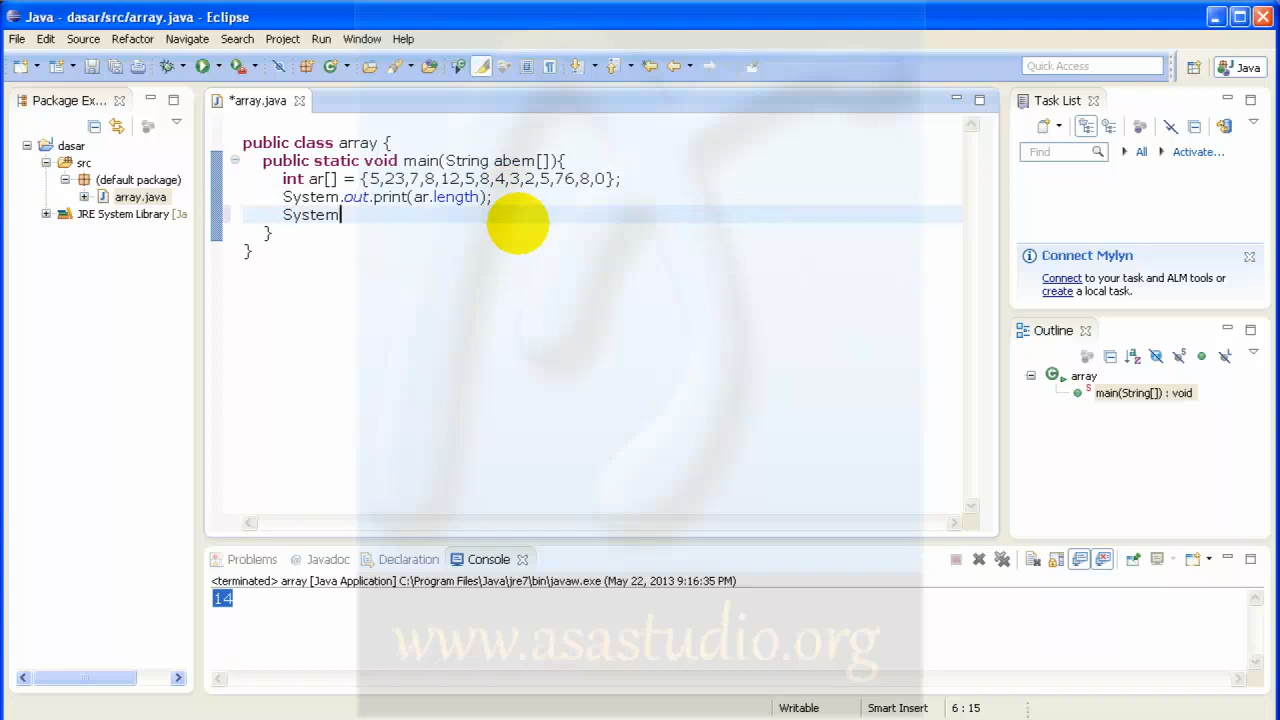 Java - dasar/src/array.java - Eclipse
File Edit Source Refactor Navigate Search Project Run Window Help
Quick Access
Java
Package Ex...
dasar
src
(default package)
array.java
JRE System Library [Ja
*array.java
public class array {
public static void main(String abem[]){
int ar[] = {5,23,7,8,12,5,8,4,3,2,5,76,8,0};
System.out.print(ar.length);
System
}
}
Task List
Find
All
Activate...
Connect Mylyn
Connect to your task and ALM tools or
create a local task.
Outline
array
main(String[]) : void
Problems @ Javadoc Declaration Console
<terminated> array [Java Application] C:\Program Files\Java\jre7\bin\javaw.exe (May 22, 2013 9:16:35 PM)
14
www.asastudio.org
Writable Smart Insert 6 : 15